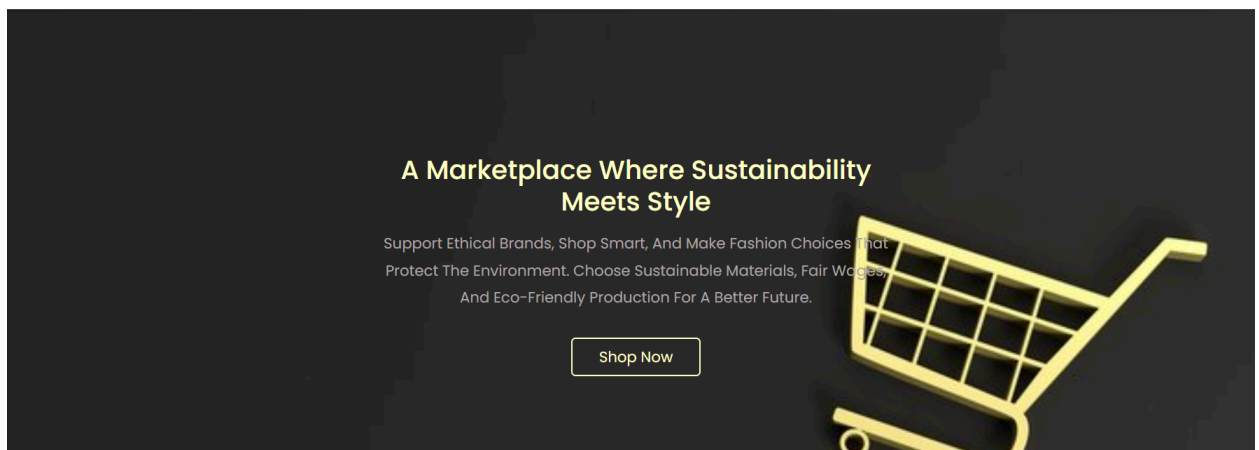 A Marketplace Where Sustainability
Meets Style
Support Ethical Brands, Shop Smart, And Make Fashion Choices That
Protect The Environment. Choose Sustainable Materials, Fair Wages,
And Eco-Friendly Production For A Better Future.
Shop Now